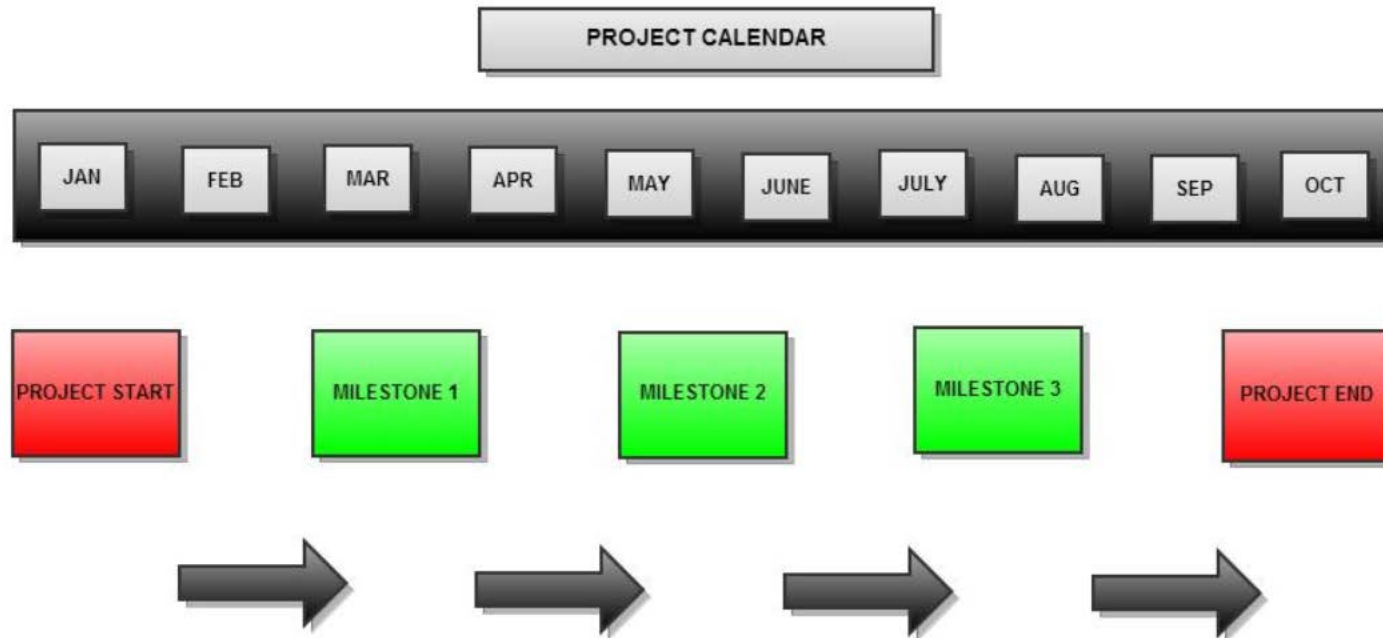 PROJECT CALENDAR
JAN
FEB
MAR
APR
MAY
JUNE
JULY
AUG
SEP
OCT
PROJECT START
MILESTONE 1
MILESTONE 2
MILESTONE 3
PROJECT END